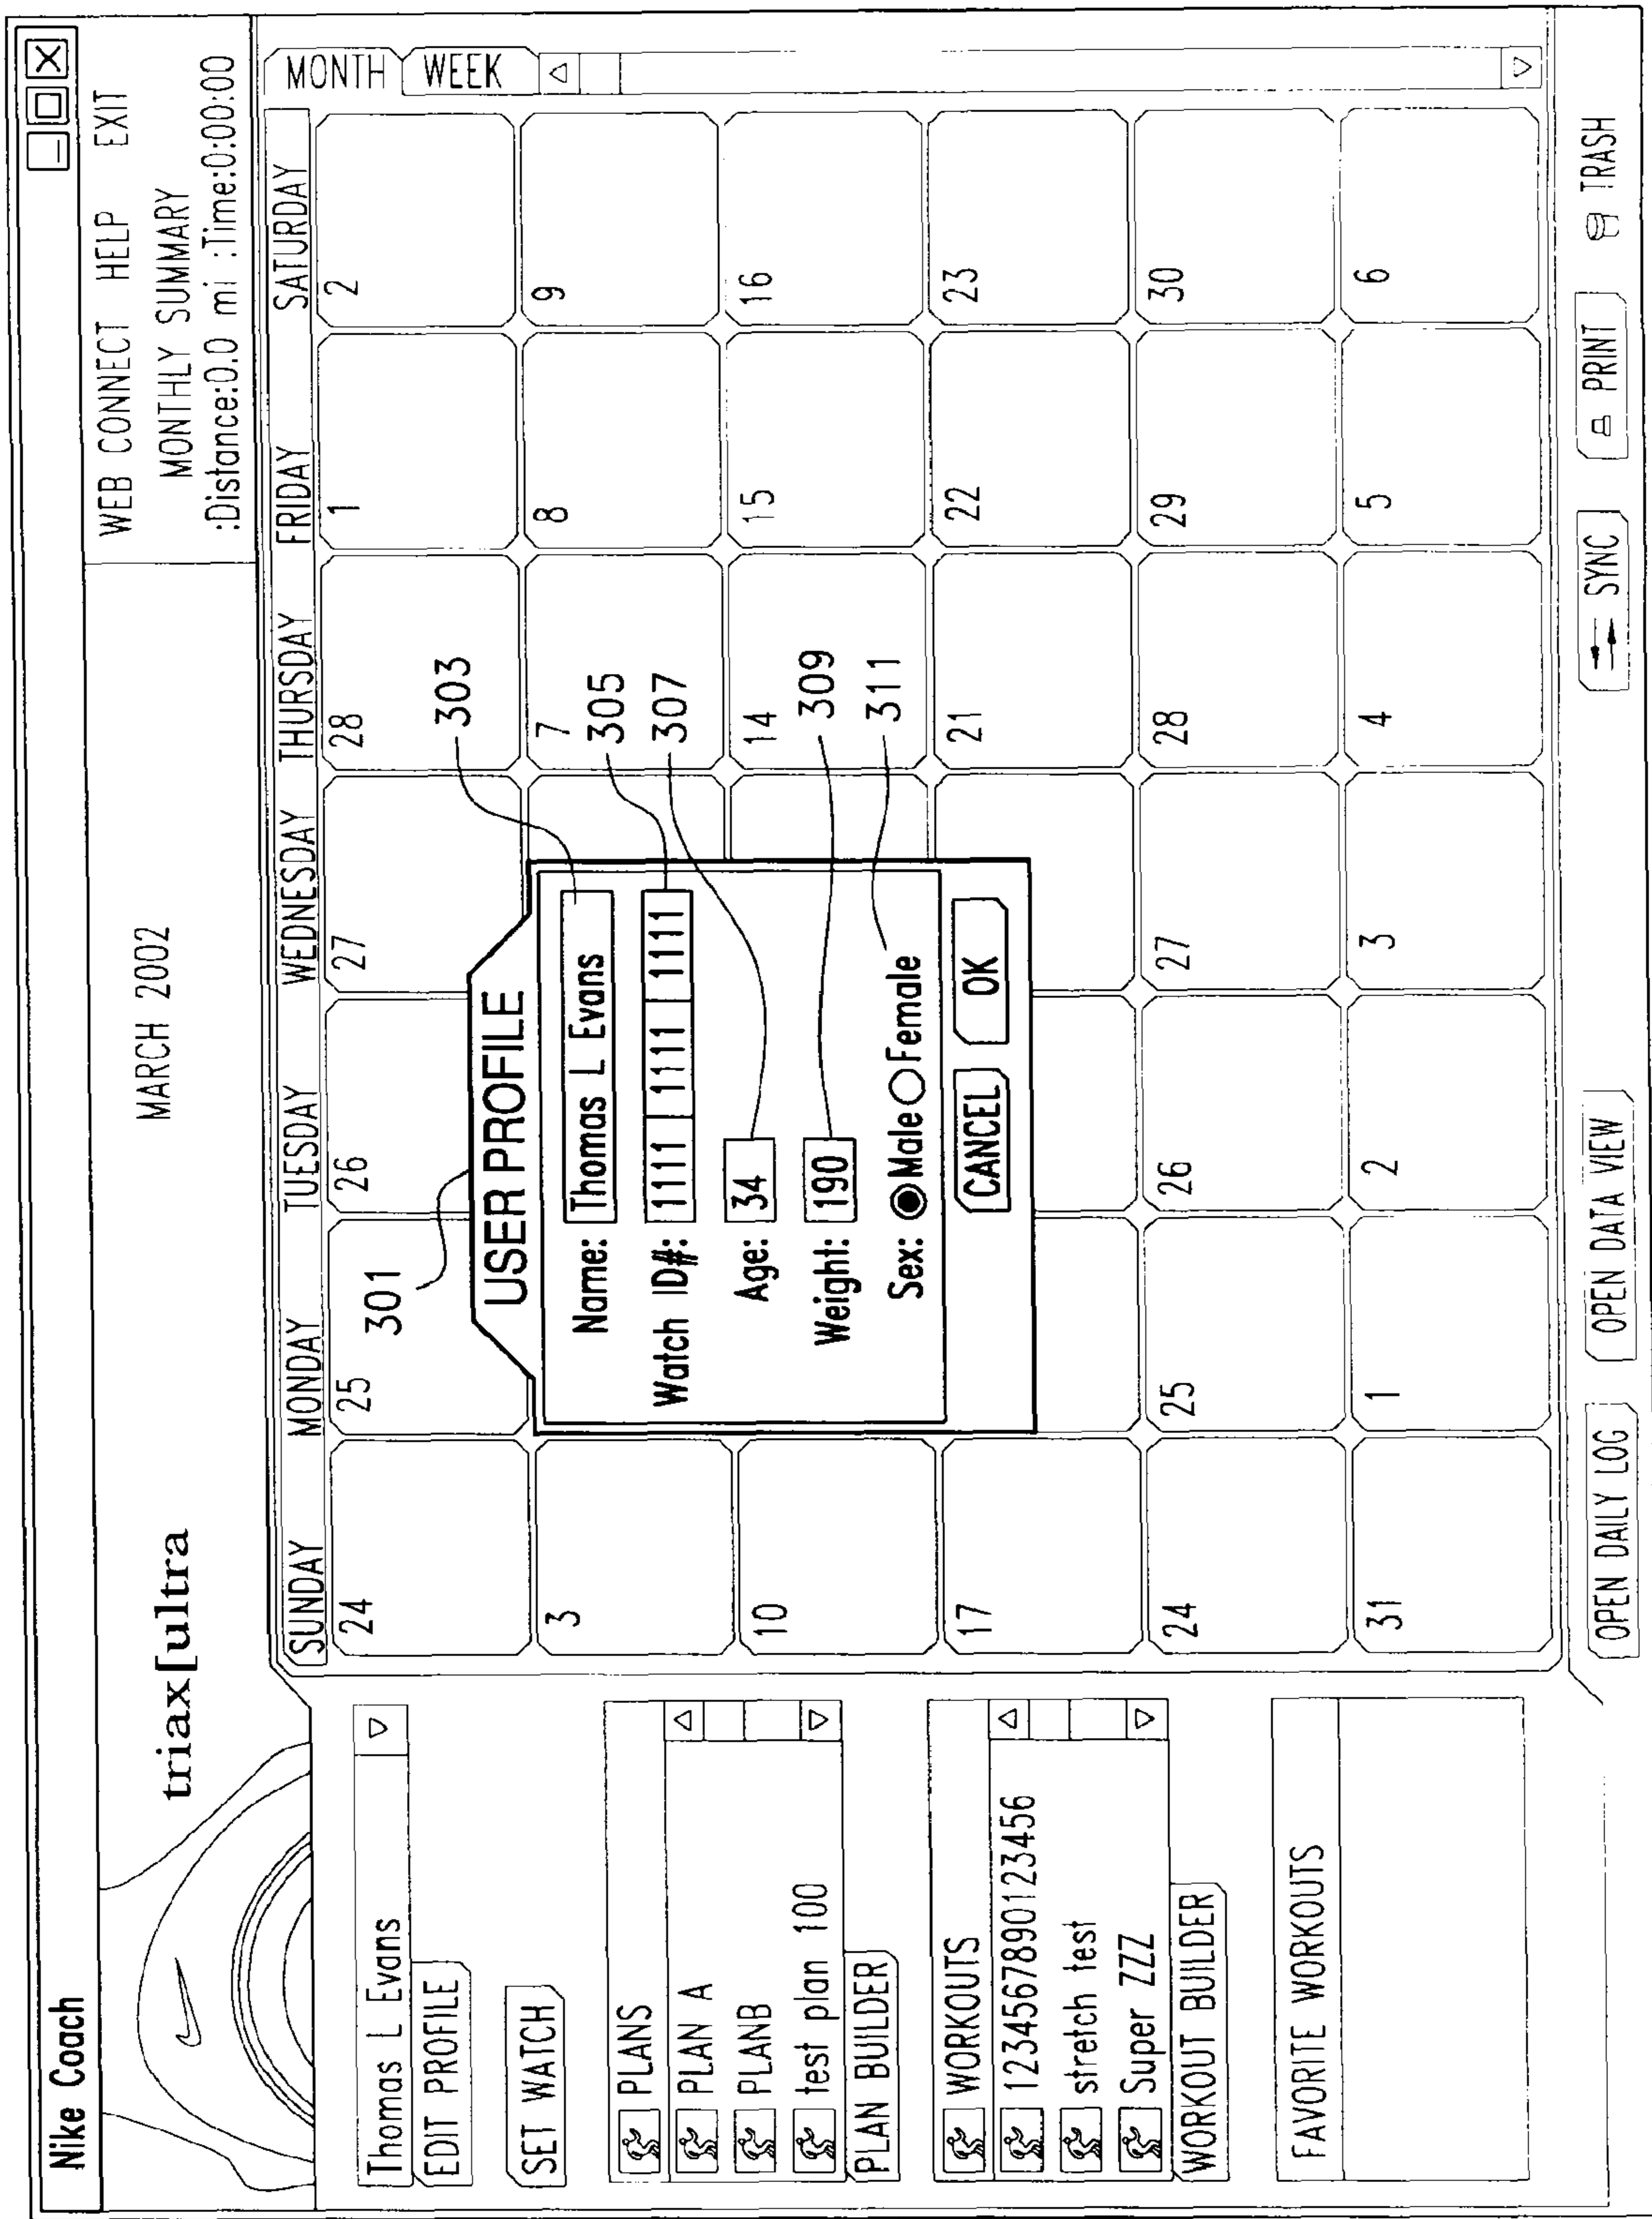 Nike Coach
triax[ultra
MARCH 2002
WEB CONNECT HELP EXIT
MONTHLY SUMMARY
:Distance:0.0 mi :Time:0:00:00
Thomas L Evans
EDIT PROFILE
SET WATCH
PLANS
PLAN A
PLANB
test plan 100
PLAN BUILDER
WORKOUTS
1234567890123456
stretch test
Super ZZZ
WORKOUT BUILDER
FAVORITE WORKOUTS
SUNDAY MONDAY TUESDAY WEDNESDAY THURSDAY FRIDAY SATURDAY
MONTH
WEEK
24 25 26 27 28 1 2
3 7 8 9
10 14 15 16
17 21 22 23
24 25 26 27 28 29 30
31 1 2 3 4 5 6
301
303
305
307
309
311
USER PROFILE
Name: Thomas L Evans
Watch ID#: 1111 1111 1111
Age: 34
Weight: 190
Sex: Male Female
CANCEL OK
OPEN DAILY LOG OPEN DATA VIEW SYNC PRINT TRASH